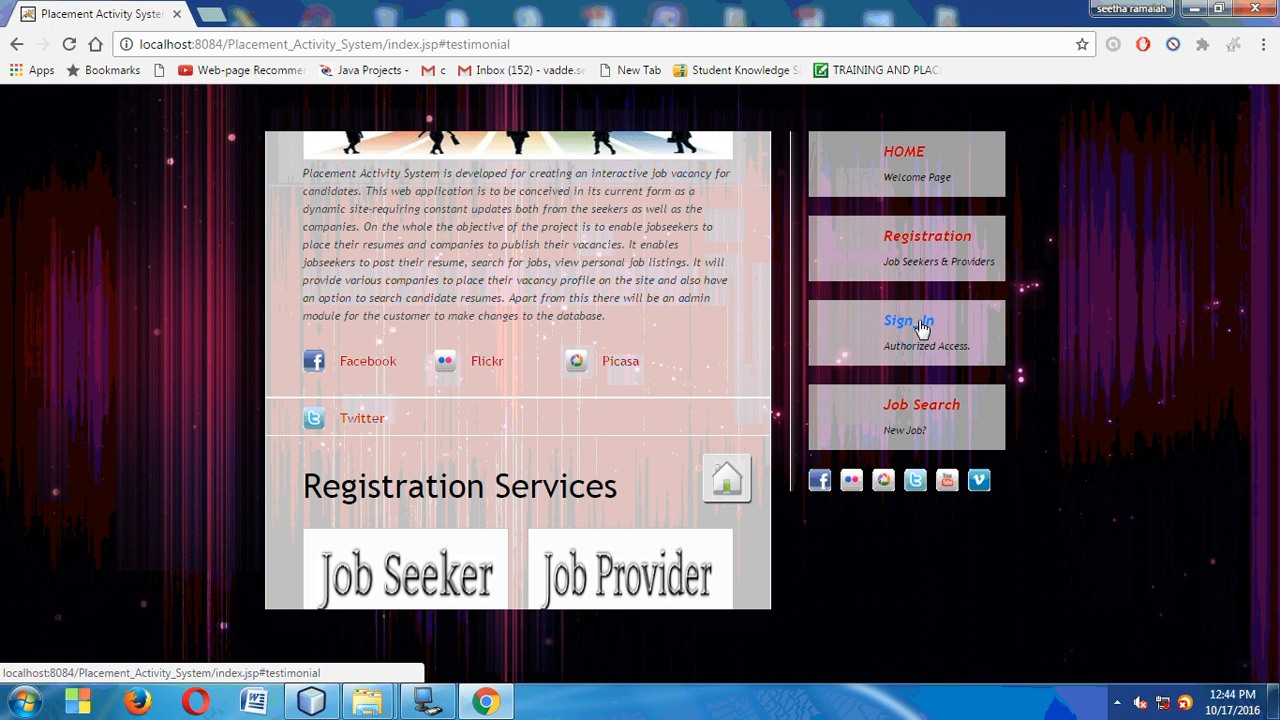 Placement Activity Syste
seetha ramaiah
localhost:8084/Placement_Activity_System/index.jsp#testimonial
Apps
Bookmarks
Web-page Recomme
Java Projects -
c
Inbox (152) - vadde.se
New Tab
Student Knowledge S
TRAINING AND PLAC
Placement Activity System is developed for creating an interactive job vacancy for
candidates. This web application is to be conceived in its current form as a
dynamic site-requiring constant updates both from the seekers as well as the
companies. On the whole the objective of the project is to enable jobseekers to
place their resumes and companies to publish their vacancies. It enables
jobseekers to post their resume, search for jobs, view personal job listings. It will
provide various companies to place their vacancy profile on the site and also have
an option to search candidate resumes. Apart from this there will be an admin
module for the customer to make changes to the database.
Facebook
Flickr
Picasa
Twitter
Registration Services
Job Seeker
Job Provider
HOME
Welcome Page
Registration
Job Seekers & Providers
Sign In
Authorized Access.
Job Search
New Job?
localhost:8084/Placement_Activity_System/index.jsp#testimonial
12:44 PM
10/17/2016